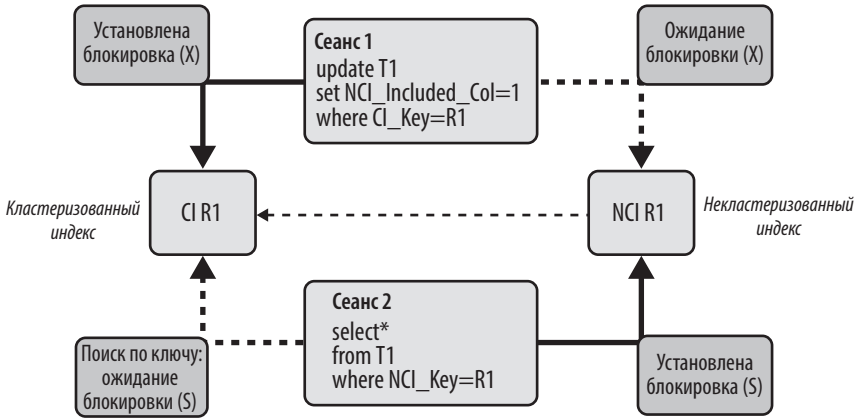 Установлена
блокировка (X)
Сеанс 1
update T1
set NCI_Included_Col=1
where CI_Key=R1
Ожидание
блокировки (X)
Кластеризованный
индекс
CI R1
NCI R1
Некластеризованный
индекс
Поиск по ключу:
ожидание
блокировки (S)
Сеанс 2
select*
from T1
where NCI_Key=R1
Установлена
блокировка (S)